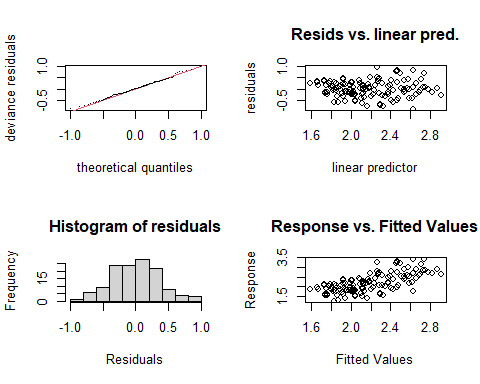 deviance residuals
-0.5 1.0
-1.0 0.0 0.5 1.0
theoretical quantiles
Resids vs. linear pred.
residuals
-0.5 1.0
1.6 2.0 2.4 2.8
linear predictor
Histogram of residuals
Frequency
0 15
-1.0 0.0 0.5 1.0
Residuals
Response vs. Fitted Values
Response
1.5 3.5
1.6 2.0 2.4 2.8
Fitted Values